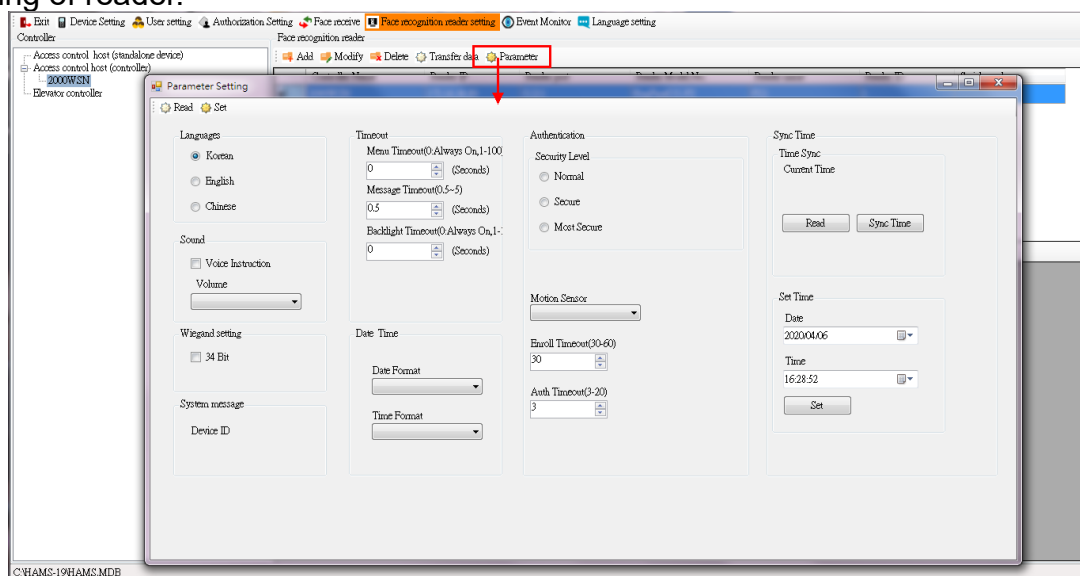 ng of reader.
Exit Device Setting User setting Authorization Setting Face receive Face recognition reader setting Event Monitor Language setting
Controller
Face recognition reader
Access control host (standalone device)
Access control host (controller)
2000WSN
Elevator controller
Add Modify Delete Transfer data Parameter
Parameter Setting
Read Set
Languages
Korean
English
Chinese
Sound
Voice Instruction
Volume
Wiegand setting
34 Bit
System message
Device ID
Timeout
Menu Timeout(0:Always On,1-100
0 (Seconds)
Message Timeout(0.5~5)
0.5 (Seconds)
Backlight Timeout(0:Always On,1-
0 (Seconds)
Date Time
Date Format
Time Format
Authentication
Security Level
Normal
Secure
Most Secure
Motion Sensor
Enroll Timeout(30-60)
30
Auth Timeout(3-20)
3
Sync Time
Time Sync
Current Time
Read Sync Time
Set Time
Date
2020/04/06
Time
16:28:52
Set
C:\HAMS-19\HAMS.MDB